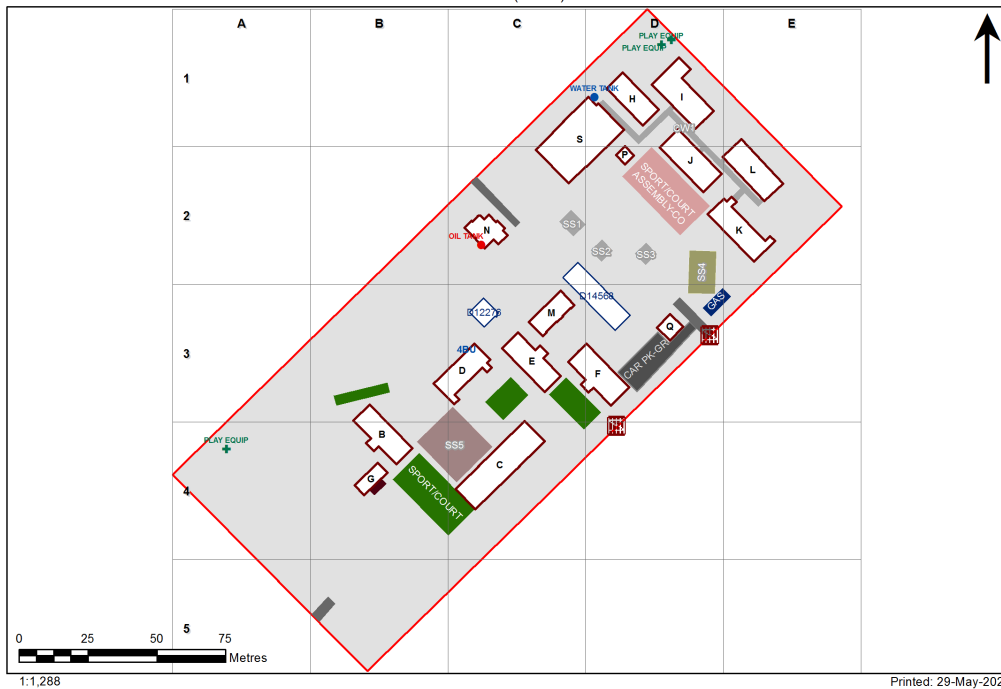 A
B
C
D
E
PLAY EQUIP
PLAY EQUIP
1
WATER TANK
H
I
CW1
S
P
J
L
SPORT/COURT
ASSEMBLY-CO
2
SS1
N
K
OIL TANK
SS2
SS3
SS4
D14568
GAS
D12276
M
Q
4BU
3
E
D
CAR PK-GR
F
B
PLAY EQUIP
SS5
C
G
SPORT/COURT
4
5
0 25 50 75
Metres
1:1,288
Printed: 29-May-202